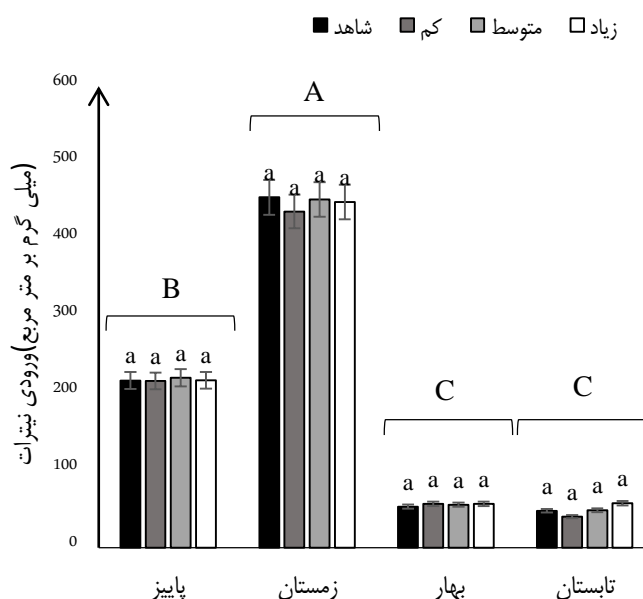 شاهد کم متوسط زیاد
ورودی نیترات(میلی گرم بر متر مربع)
600
500
400
300
200
100
0
A
a a a a
B
a a a a
C
a a a a
C
a a a a
پاییز زمستان بهار تابستان